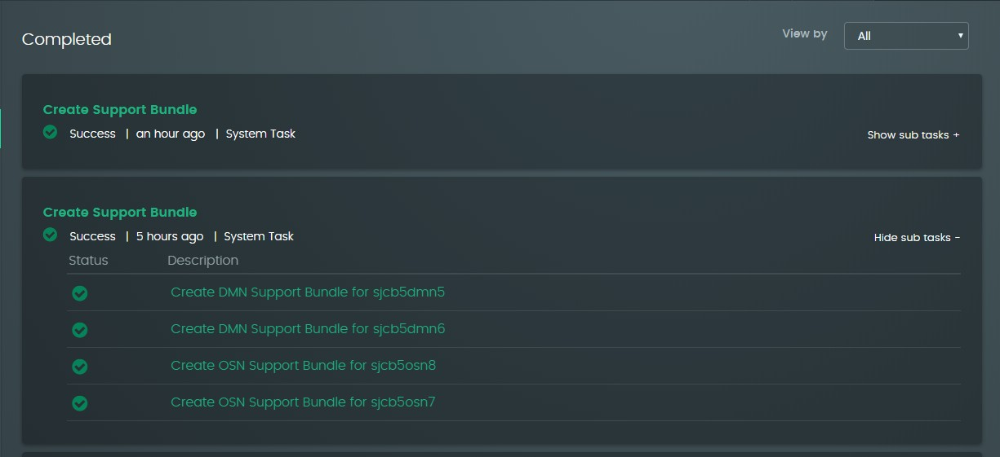 Completed
View by
All
Create Support Bundle
Success | an hour ago | System Task
Show sub tasks +
Create Support Bundle
Success | 5 hours ago | System Task
Hide sub tasks -
Status Description
Create DMN Support Bundle for sjcb5dmn5
Create DMN Support Bundle for sjcb5dmn6
Create OSN Support Bundle for sjcb5osn8
Create OSN Support Bundle for sjcb5osn7